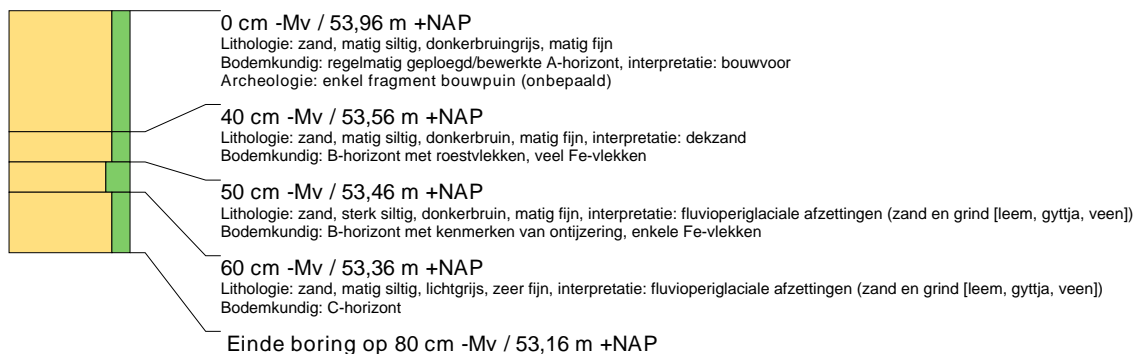 0 cm -Mv / 53,96 m +NAP
Lithologie: zand, matig siltig, donkerbruingrijs, matig fijn
Bodemkundig: regelmatig geploegd/bewerkte A-horizont, interpretatie: bouwvoor
Archeologie: enkel fragment bouwpuin (onbepaald)
40 cm -Mv / 53,56 m +NAP
Lithologie: zand, matig siltig, donkerbruin, matig fijn, interpretatie: dekzand
Bodemkundig: B-horizont met roestvlekken, veel Fe-vlekken
50 cm -Mv / 53,46 m +NAP
Lithologie: zand, sterk siltig, donkerbruin, matig fijn, interpretatie: fluvioperiglaciale afzettingen (zand en grind [leem, gyttja, veen])
Bodemkundig: B-horizont met kenmerken van ontijzering, enkele Fe-vlekken
60 cm -Mv / 53,36 m +NAP
Lithologie: zand, matig siltig, lichtgrijs, zeer fijn, interpretatie: fluvioperiglaciale afzettingen (zand en grind [leem, gyttja, veen])
Bodemkundig: C-horizont
Einde boring op 80 cm -Mv / 53,16 m +NAP